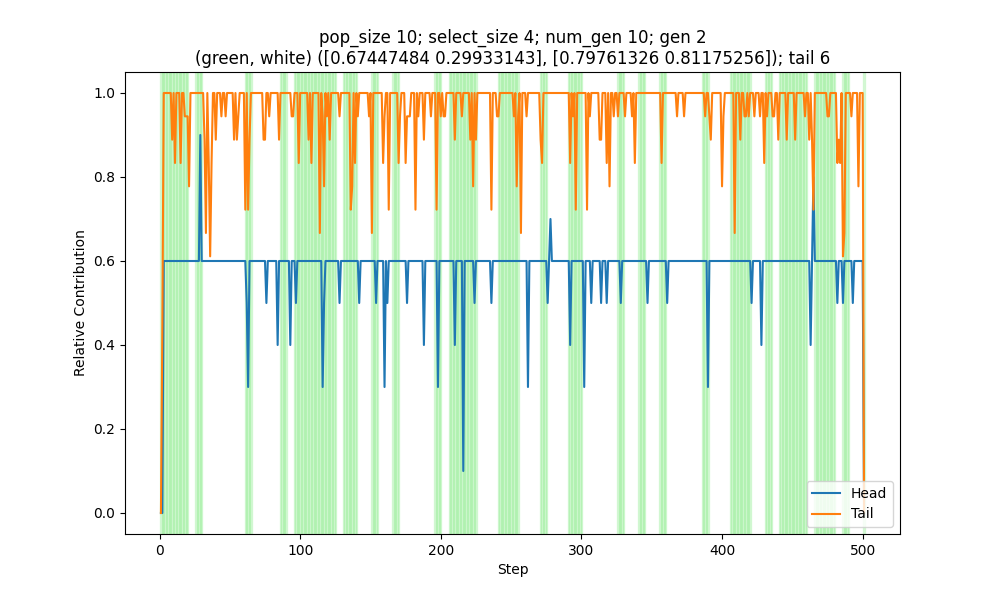 pop_size 10; select_size 4; num_gen 10; gen 2
(green, white) ([0.67447484 0.29933143], [0.79761326 0.81175256]); tail 6
1.0
0.8
0.6
0.4
0.2
0.0
Relative Contribution
Head
Tail
0
100
200
300
400
500
Step